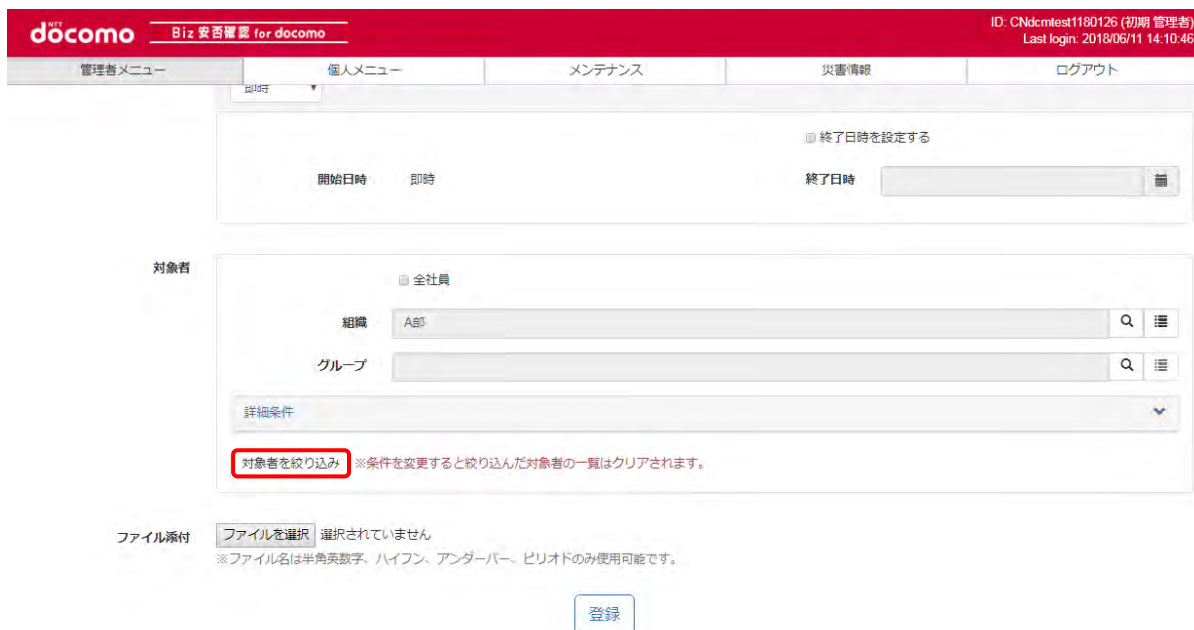 NTT
döcomo
Biz 安否確認 for docomo
ID: CNdcmtest1180126 (初期 管理者)
Last login: 2018/06/11 14:10:46
管理者メニュー 個人メニュー メンテナンス 災害情報 ログアウト
即時
終了日時を設定する
開始日時 即時 終了日時
対象者
全社員
組織 A部
グループ
詳細条件
対象者を絞り込み ※条件を変更すると絞り込んだ対象者の一覧はクリアされます。
ファイル添付 ファイルを選択 選択されていません
※ファイル名は半角英数字、ハイフン、アンダーバー、ピリオドのみ使用可能です。
登録